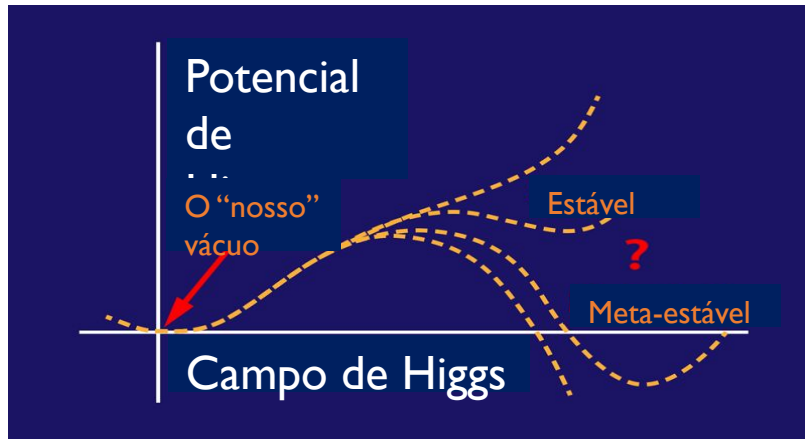 Potencial
de
O “nosso”
vácuo
Estável
?
Meta-estável
Campo de Higgs